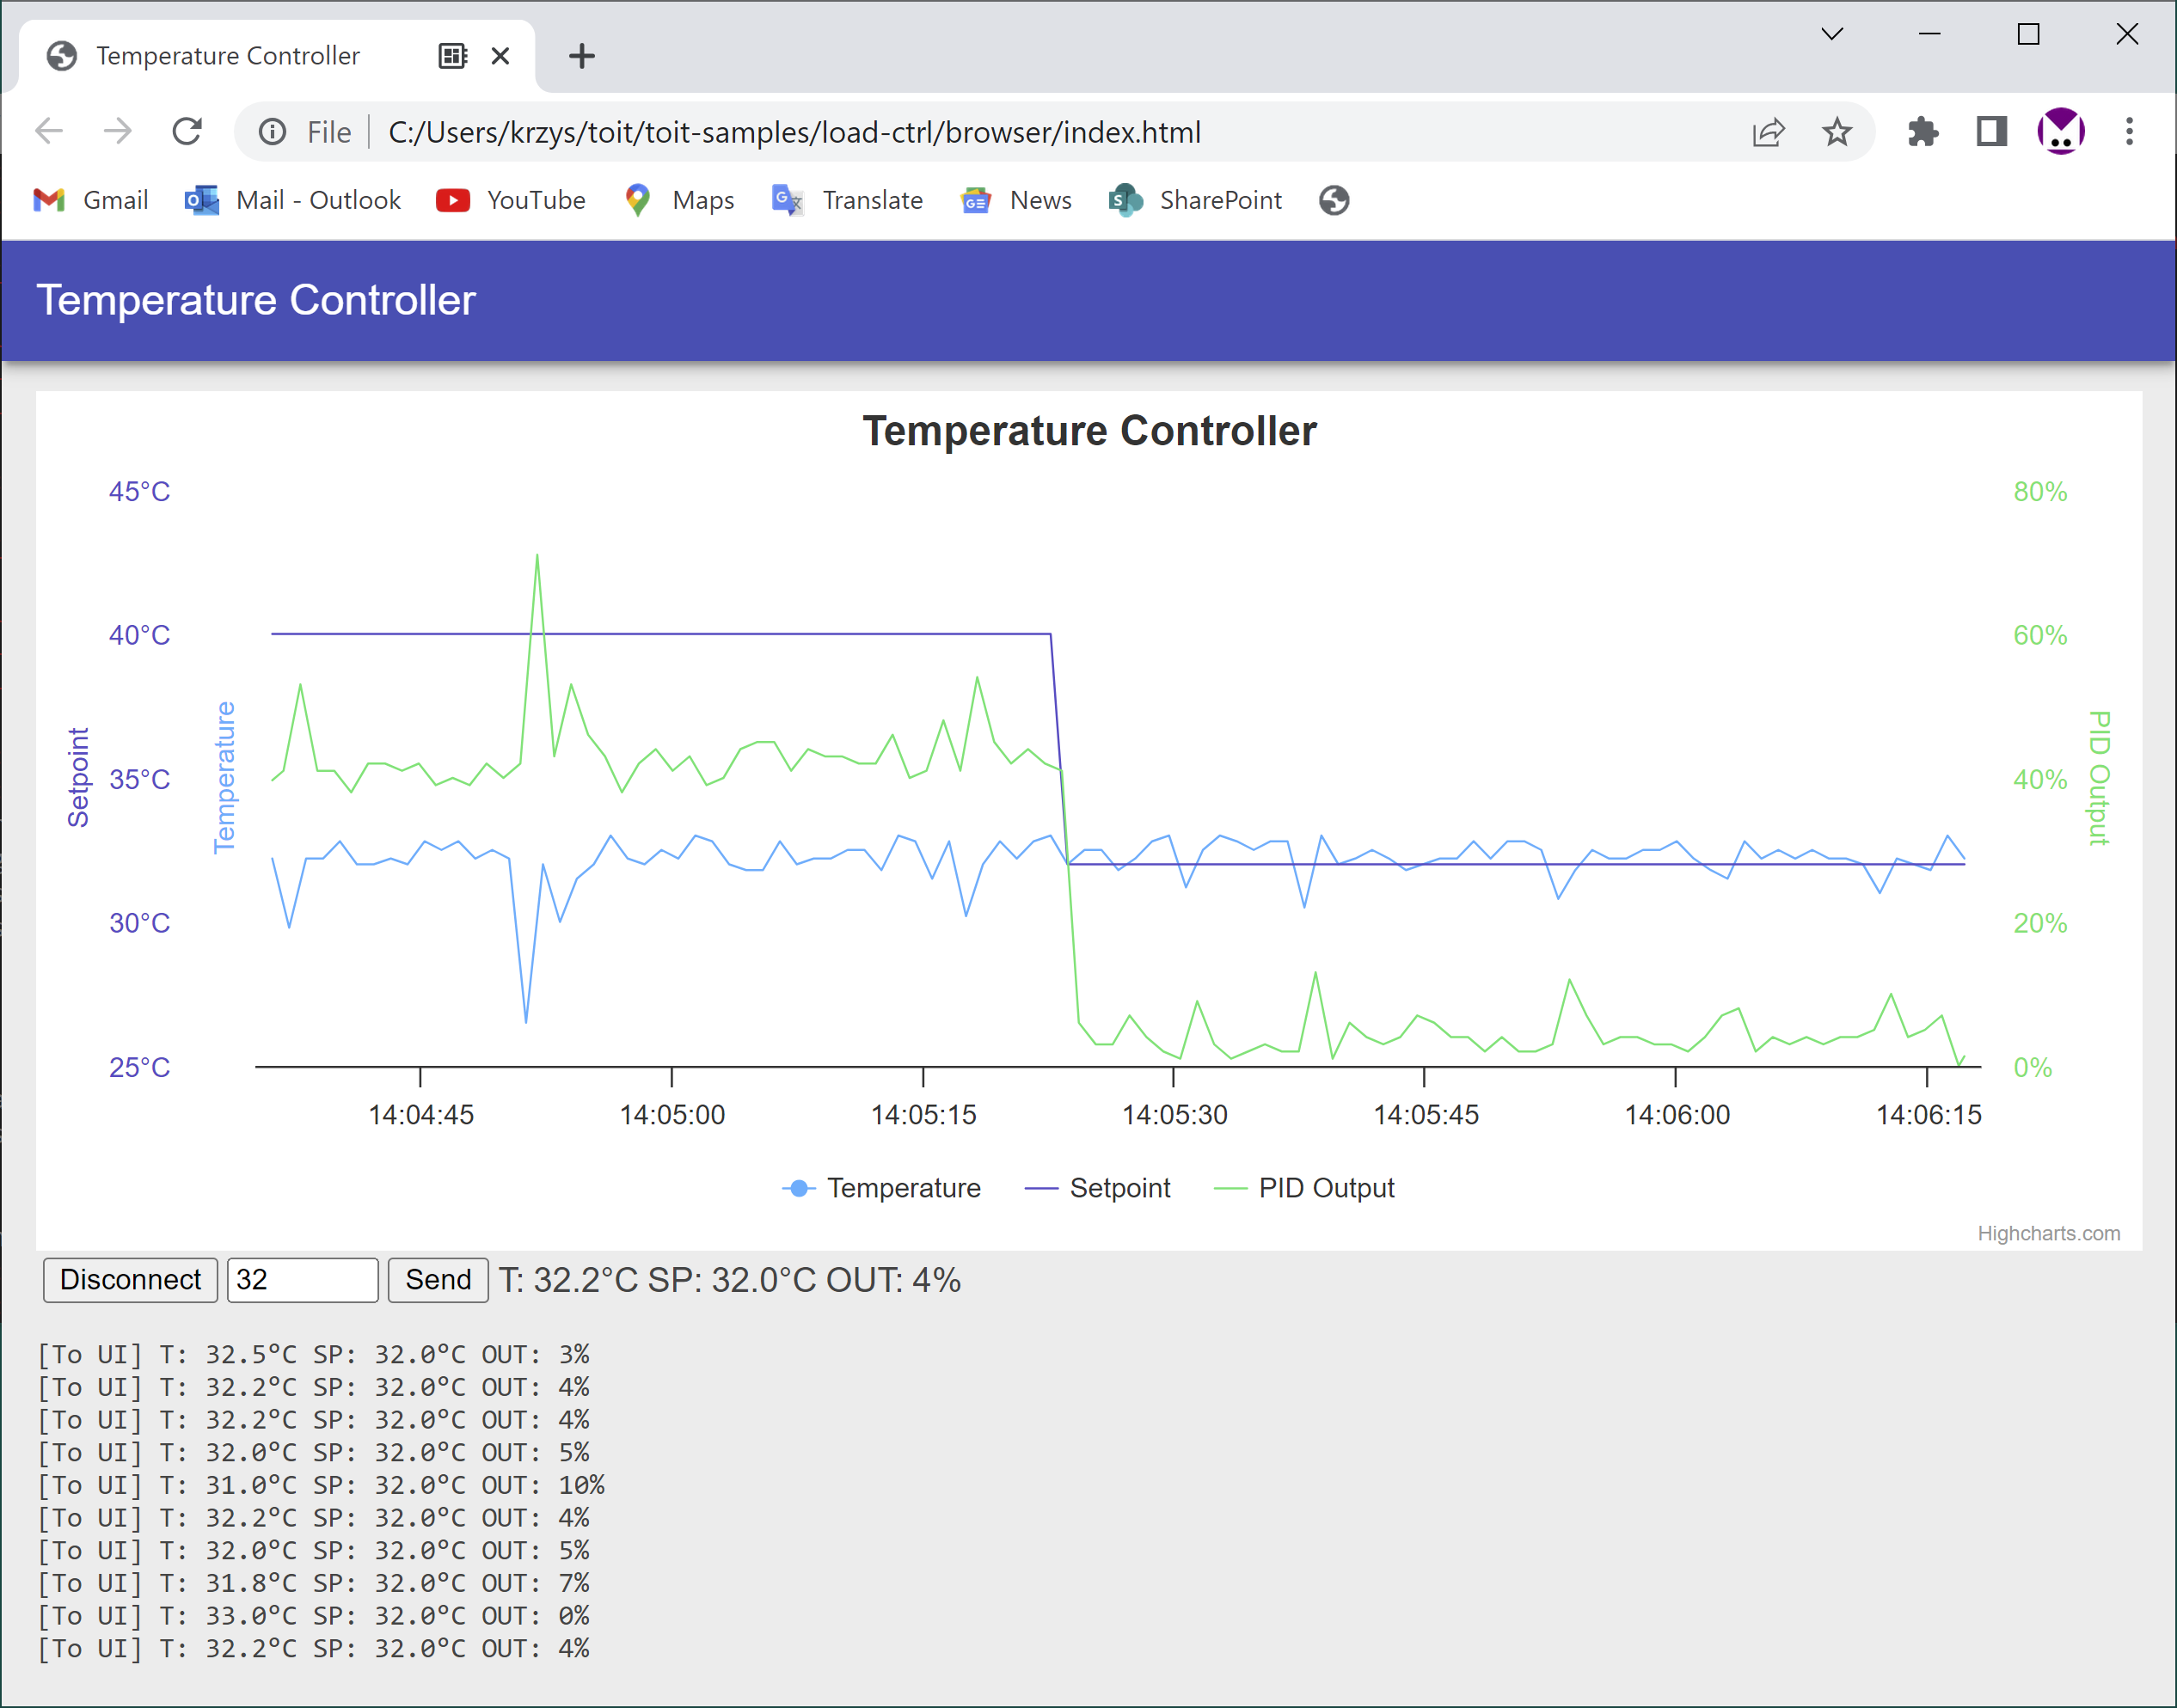 Temperature Controller
File C:/Users/krzys/toit/toit-samples/load-ctrl/browser/index.html
Gmail Mail - Outlook YouTube Maps Translate News SharePoint
Temperature Controller
Temperature Controller
45°C 80%
40°C 60%
Setpoint
Temperature
35°C 40%
PID Output
30°C 20%
25°C 0%
14:04:45 14:05:00 14:05:15 14:05:30 14:05:45 14:06:00 14:06:15
Temperature Setpoint PID Output
Highcharts.com
Disconnect 32 Send T: 32.2°C SP: 32.0°C OUT: 4%
[To UI] T: 32.5°C SP: 32.0°C OUT: 3%
[To UI] T: 32.2°C SP: 32.0°C OUT: 4%
[To UI] T: 32.2°C SP: 32.0°C OUT: 4%
[To UI] T: 32.0°C SP: 32.0°C OUT: 5%
[To UI] T: 31.0°C SP: 32.0°C OUT: 10%
[To UI] T: 32.2°C SP: 32.0°C OUT: 4%
[To UI] T: 32.0°C SP: 32.0°C OUT: 5%
[To UI] T: 31.8°C SP: 32.0°C OUT: 7%
[To UI] T: 33.0°C SP: 32.0°C OUT: 0%
[To UI] T: 32.2°C SP: 32.0°C OUT: 4%